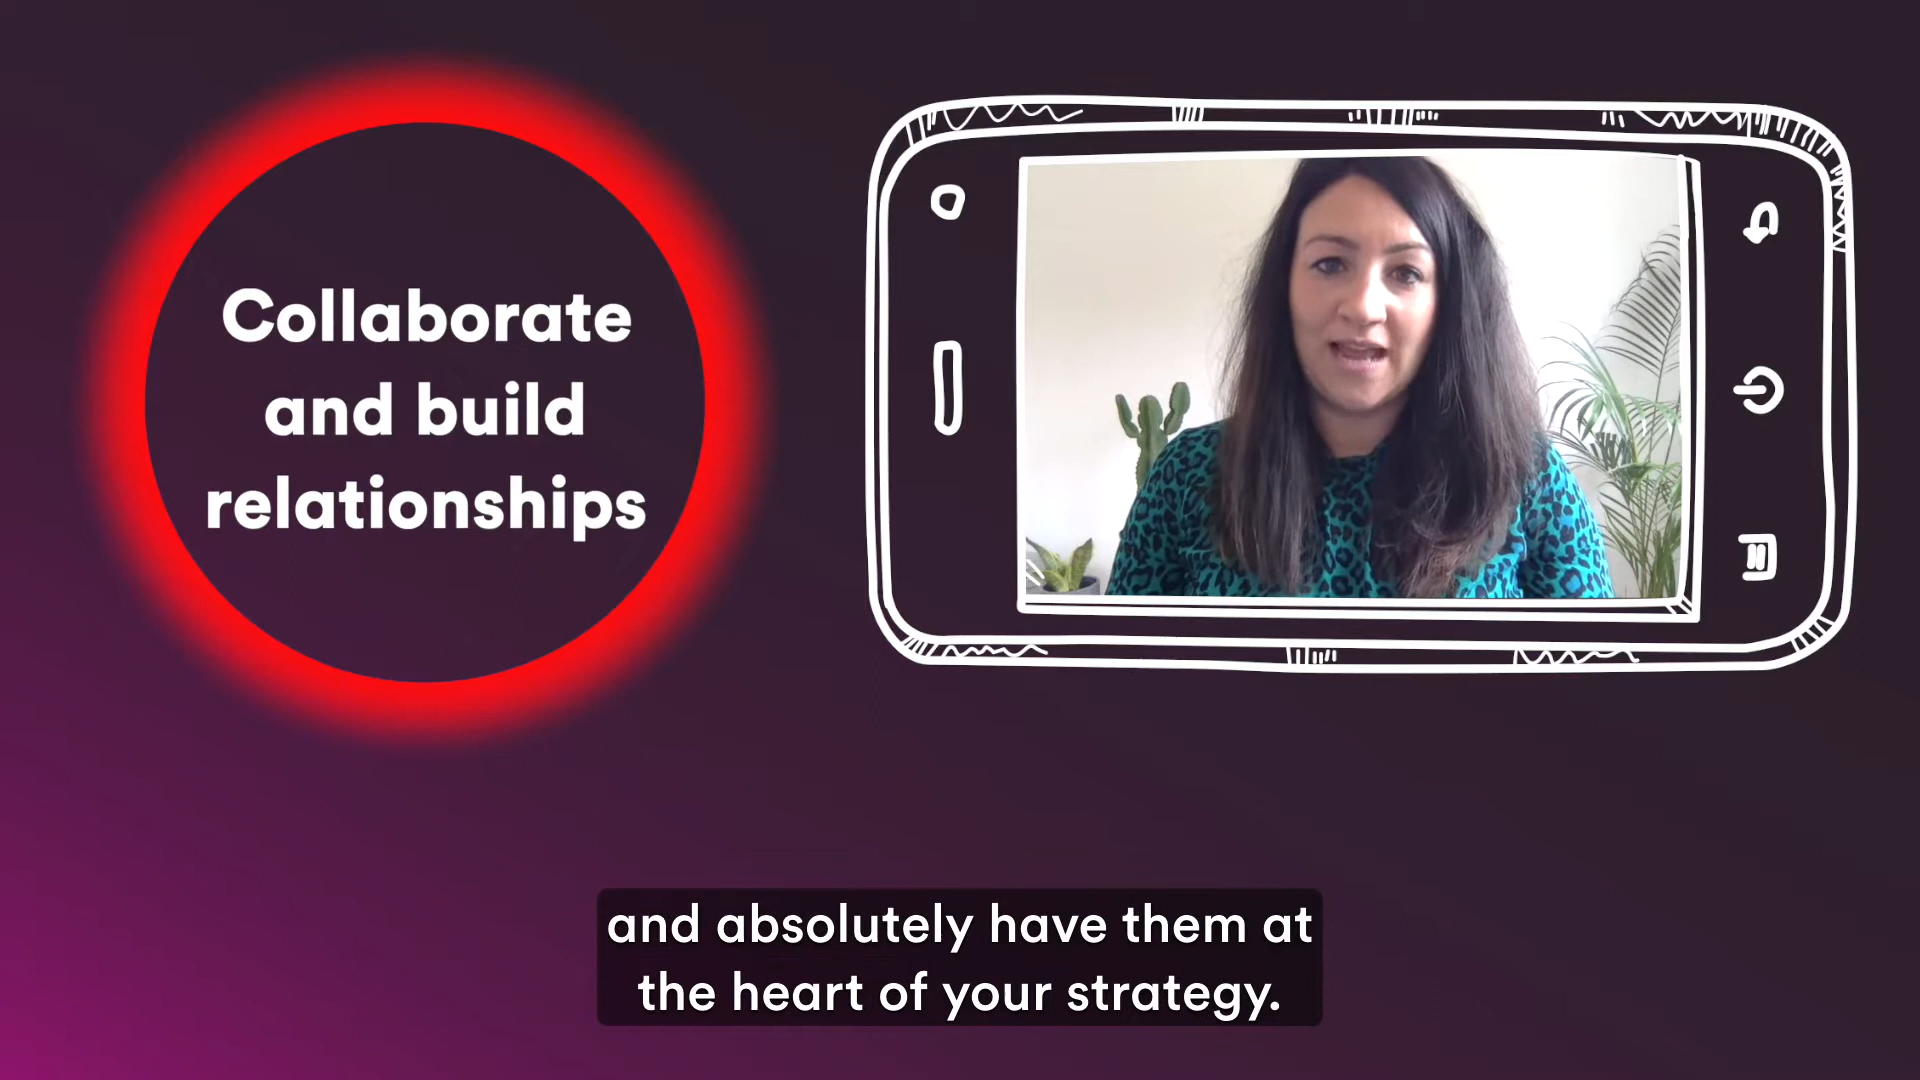 Collaborate
and build
relationships
and absolutely have them at
the heart of your strategy.